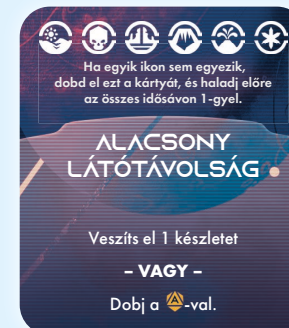 Ha egyik ikon sem egyezik,
dobd el ezt a kártyát, és haladj előre
az összes idősávon 1-gyel.
ALACSONY
LÁTÓTÁVOLSÁG
Veszíts el 1 készletet
– VAGY –
Dobj a -val.